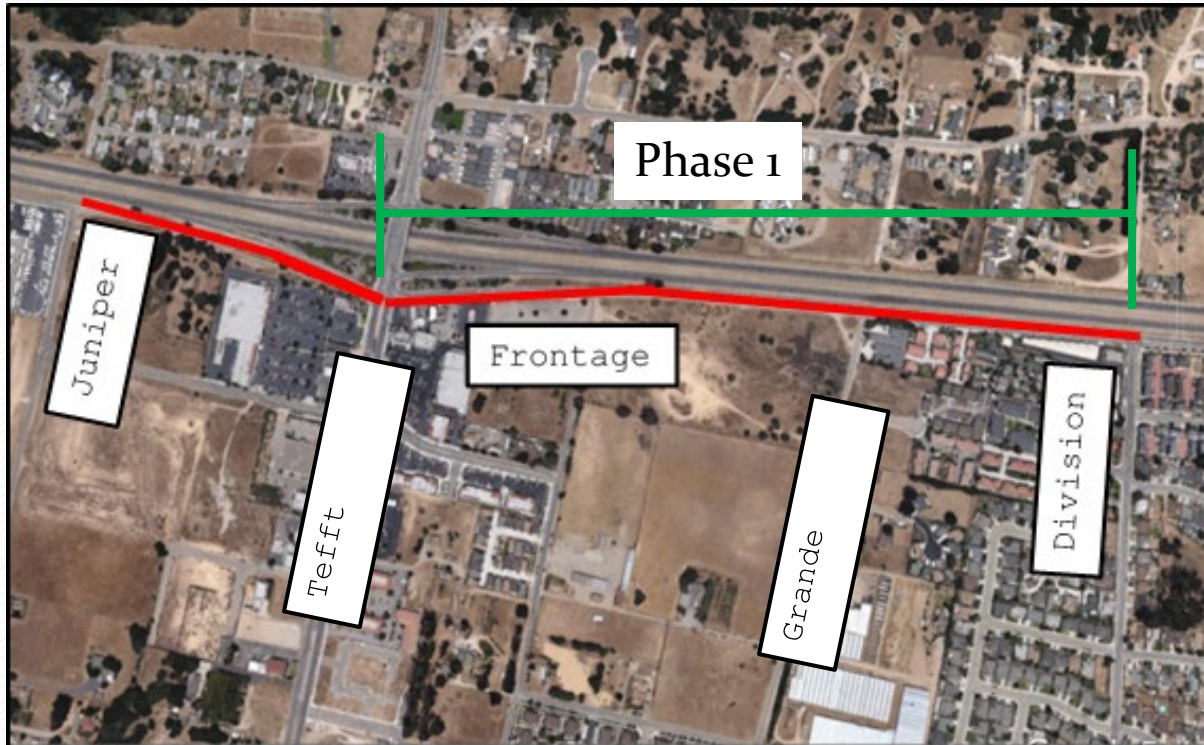 Phase 1
Juniper
Frontage
Tefft
Division
Grande